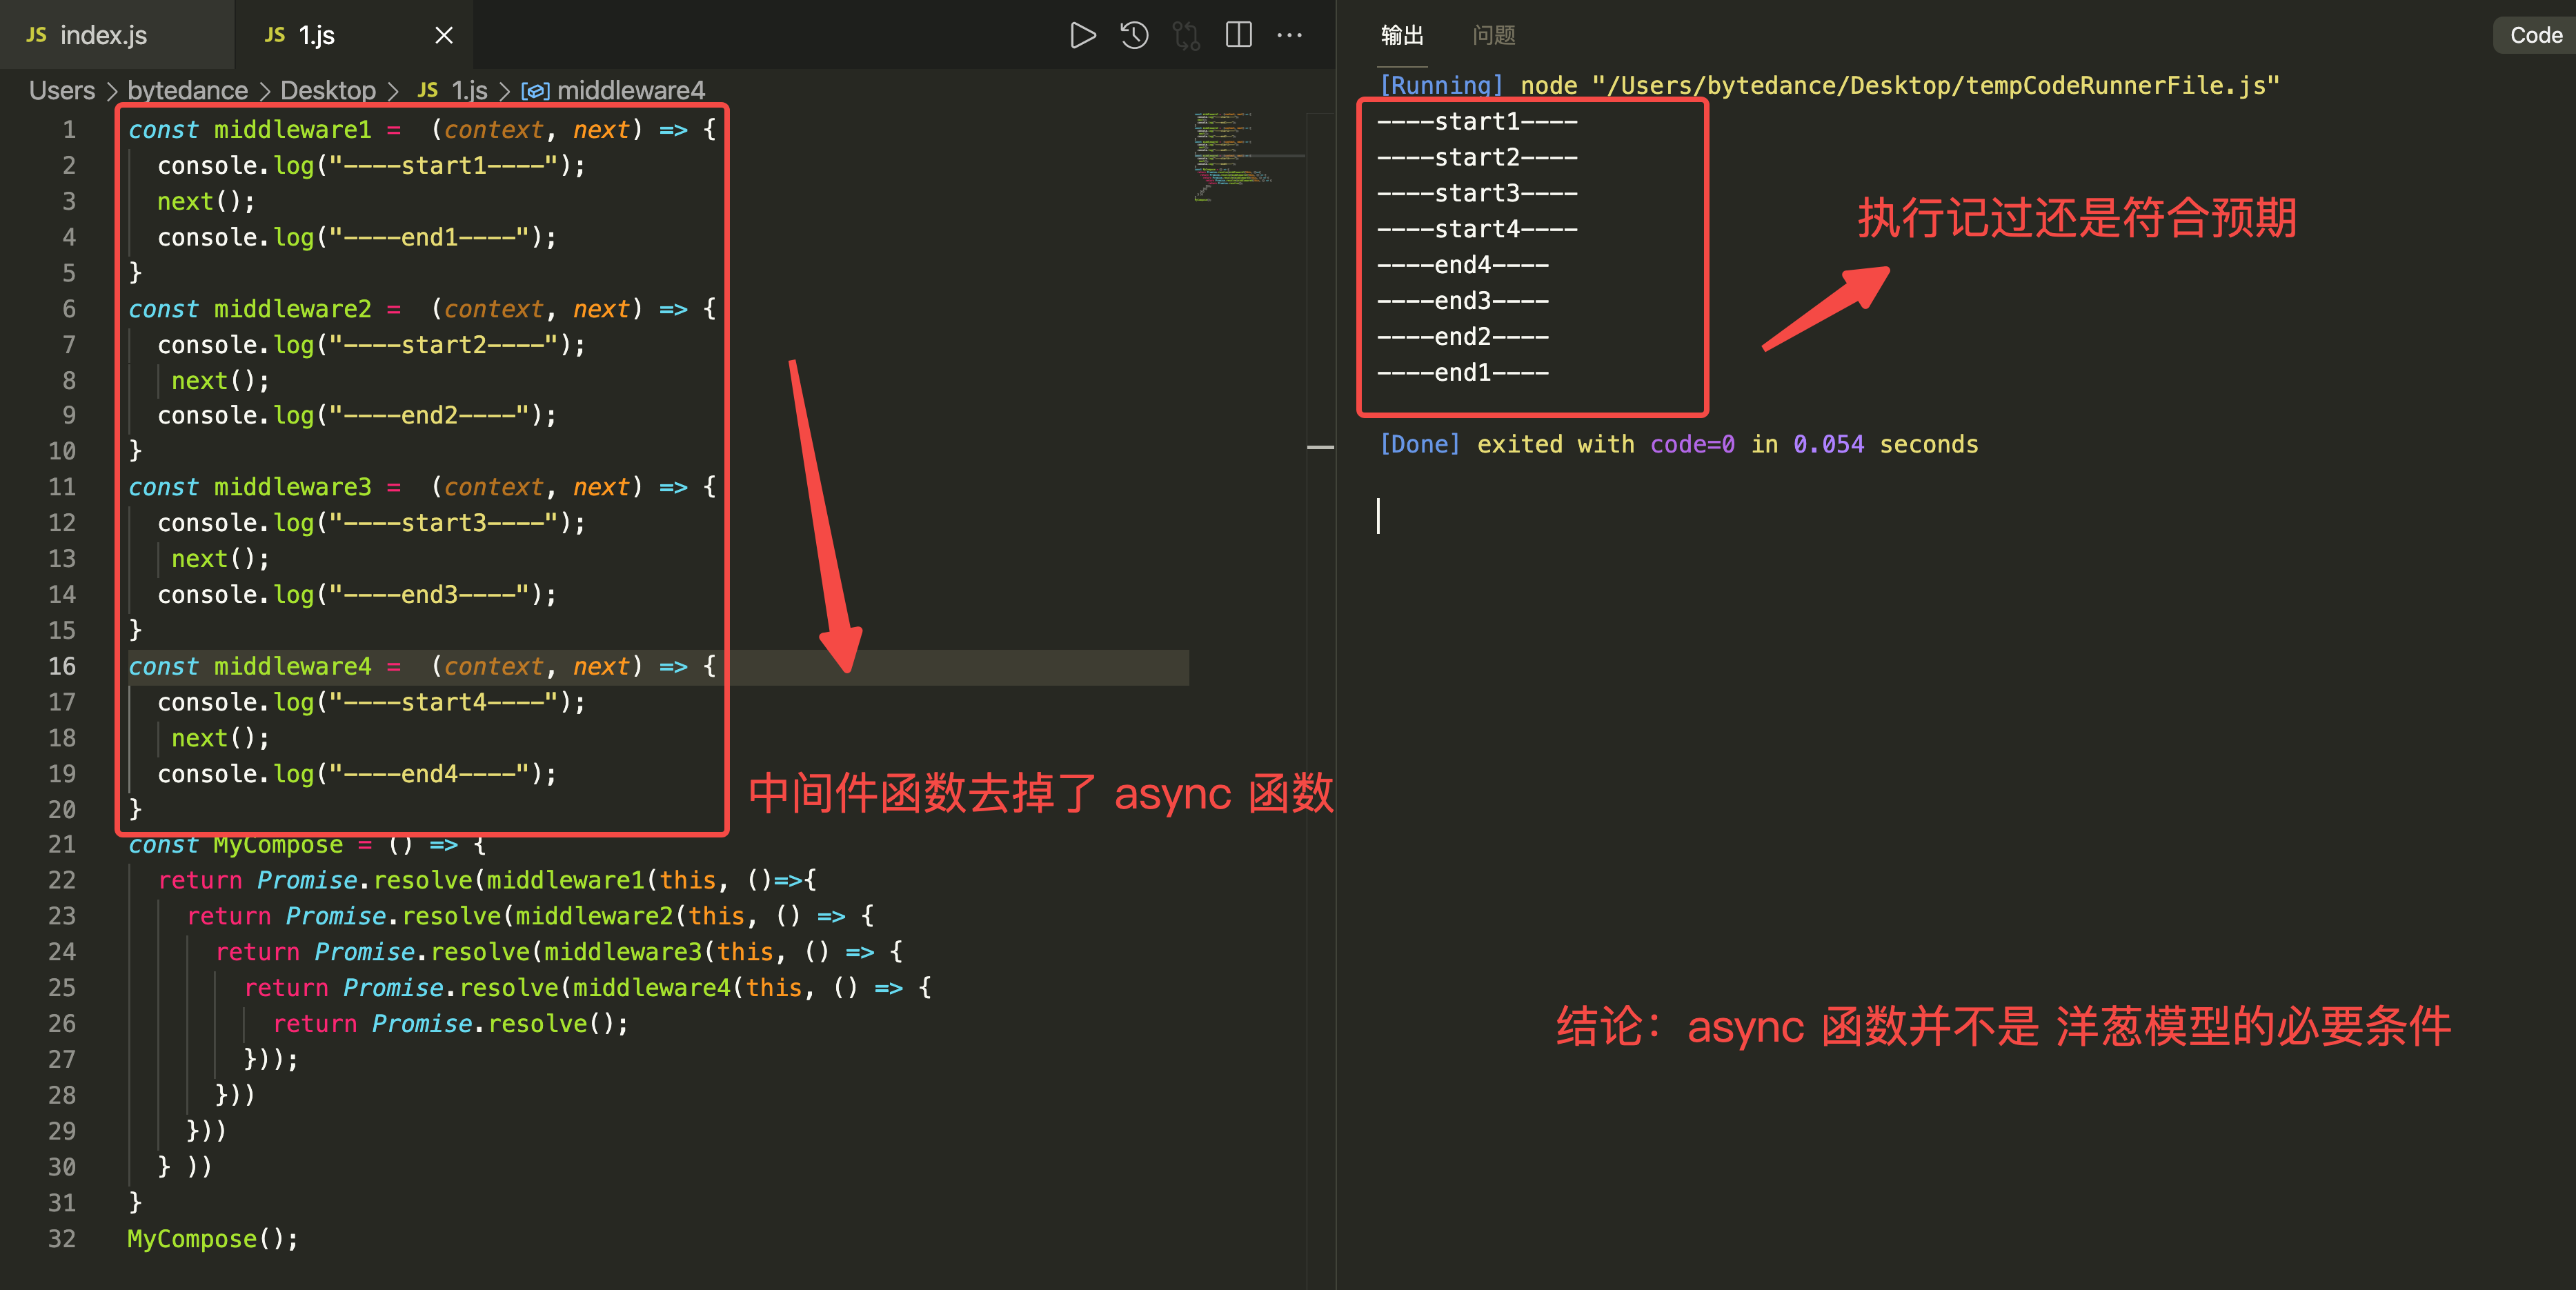 JS index.js
JS 1.js
Users > bytedance > Desktop > JS 1.js > middleware4
1 const middleware1 =  (context, next) => {
2   console.log("----start1----");
3   next();
4   console.log("----end1----");
5 }
6 const middleware2 =  (context, next) => {
7   console.log("----start2----");
8    next();
9   console.log("----end2----");
10 }
11 const middleware3 =  (context, next) => {
12   console.log("----start3----");
13    next();
14   console.log("----end3----");
15 }
16 const middleware4 =  (context, next) => {
17   console.log("----start4----");
18    next();
19   console.log("----end4----");
20 }
21 const MyCompose = () => {
22   return Promise.resolve(middleware1(this, ()=>{
23     return Promise.resolve(middleware2(this, () => {
24       return Promise.resolve(middleware3(this, () => {
25         return Promise.resolve(middleware4(this, () => {
26           return Promise.resolve();
27         }));
28       }))
29     }))
30   } ))
31 }
32 MyCompose();
中间件函数去掉了 async 函数
输出
问题
Code
[Running] node "/Users/bytedance/Desktop/tempCodeRunnerFile.js"
----start1----
----start2----
----start3----
----start4----
----end4----
----end3----
----end2----
----end1----
执行记过还是符合预期
[Done] exited with code=0 in 0.054 seconds
结论：async 函数并不是 洋葱模型的必要条件